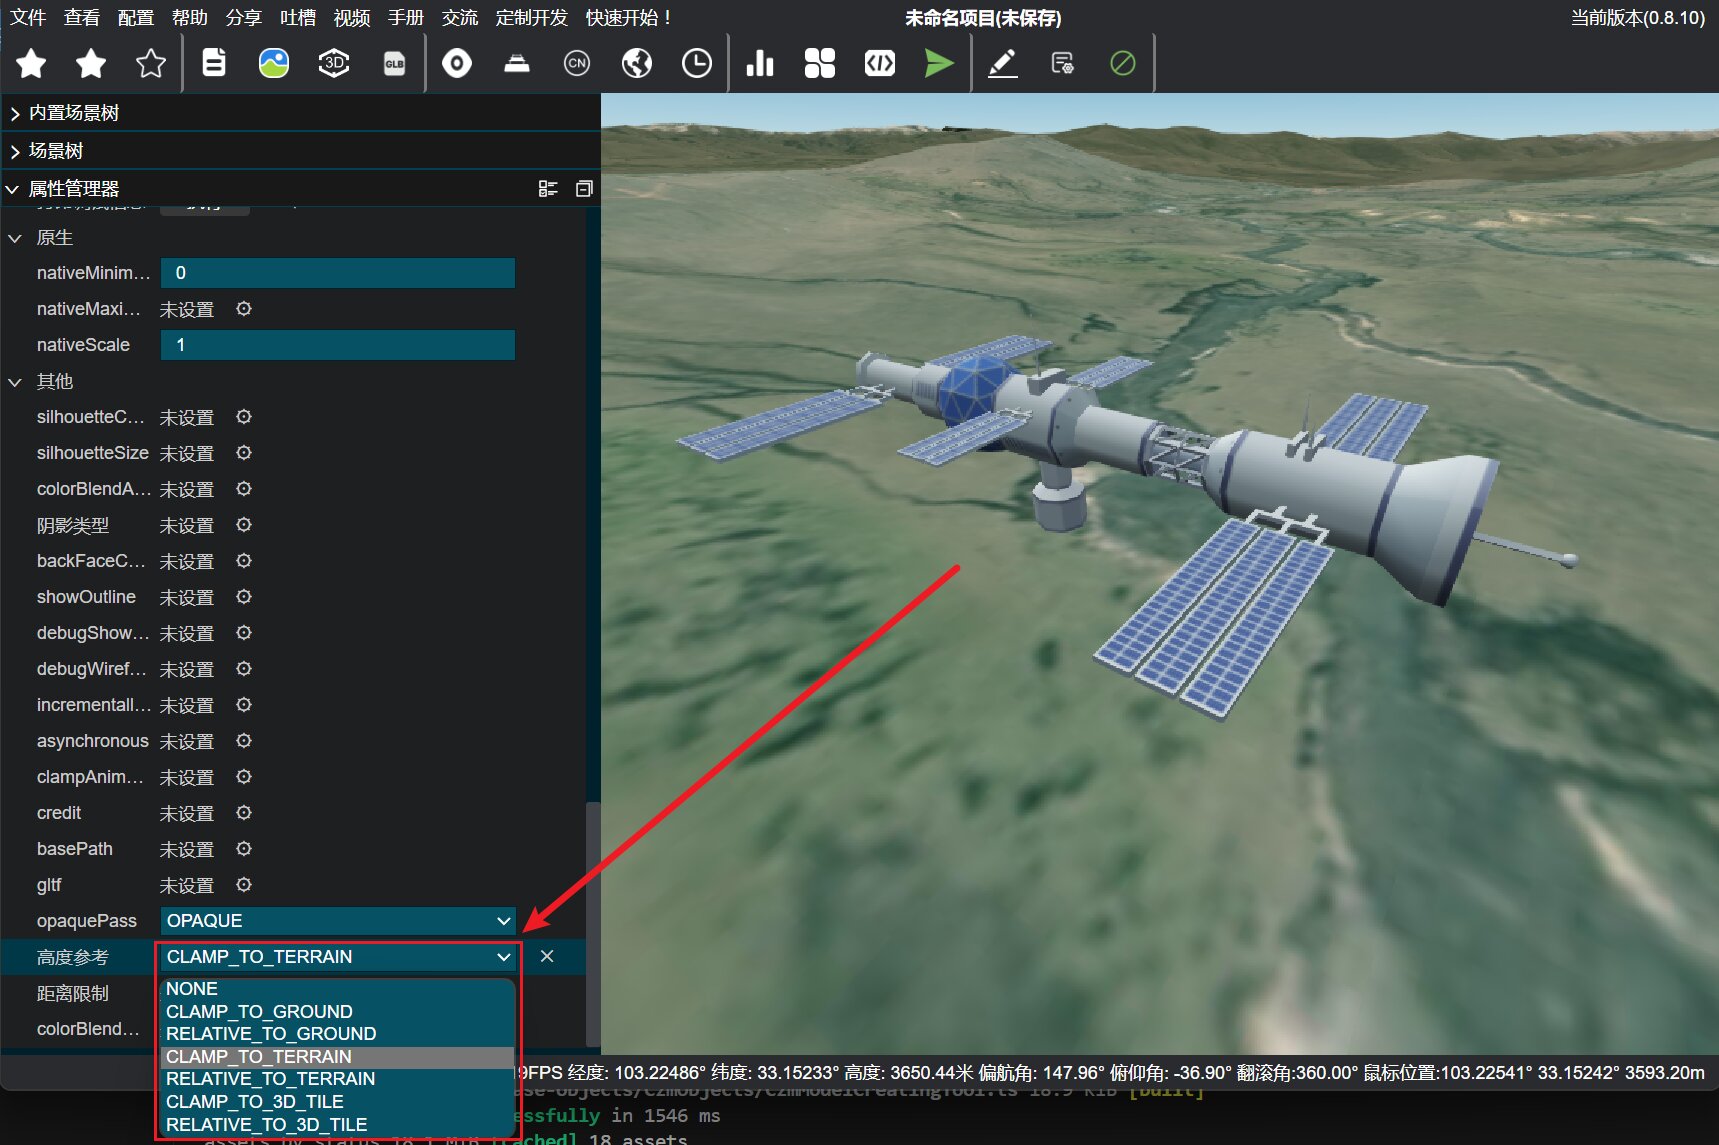 文件 查看 配置 帮助 分享 吐槽 视频 手册 交流 定制开发 快速开始！ 未命名项目(未保存) 当前版本(0.8.10)
3D GLB CN
内置场景树
场景树
属性管理器
原生
nativeMinim... 0
nativeMaxi... 未设置
nativeScale 1
其他
silhouetteC... 未设置
silhouetteSize 未设置
colorBlendA... 未设置
阴影类型 未设置
backFaceC... 未设置
showOutline 未设置
debugShow... 未设置
debugWiref... 未设置
incrementall... 未设置
asynchronous 未设置
clampAnim... 未设置
credit 未设置
basePath 未设置
gltf 未设置
opaquePass OPAQUE
高度参考 CLAMP_TO_TERRAIN
距离限制
colorBlend...
NONE
CLAMP_TO_GROUND
RELATIVE_TO_GROUND
CLAMP_TO_TERRAIN
RELATIVE_TO_TERRAIN
CLAMP_TO_3D_TILE
RELATIVE_TO_3D_TILE
9FPS 经度: 103.22486° 纬度: 33.15233° 高度: 3650.44米 偏航角: 147.96° 俯仰角: -36.90° 翻滚角:360.00° 鼠标位置:103.22541° 33.15242° 3593.20m
essfully in 1546 ms
18 assets